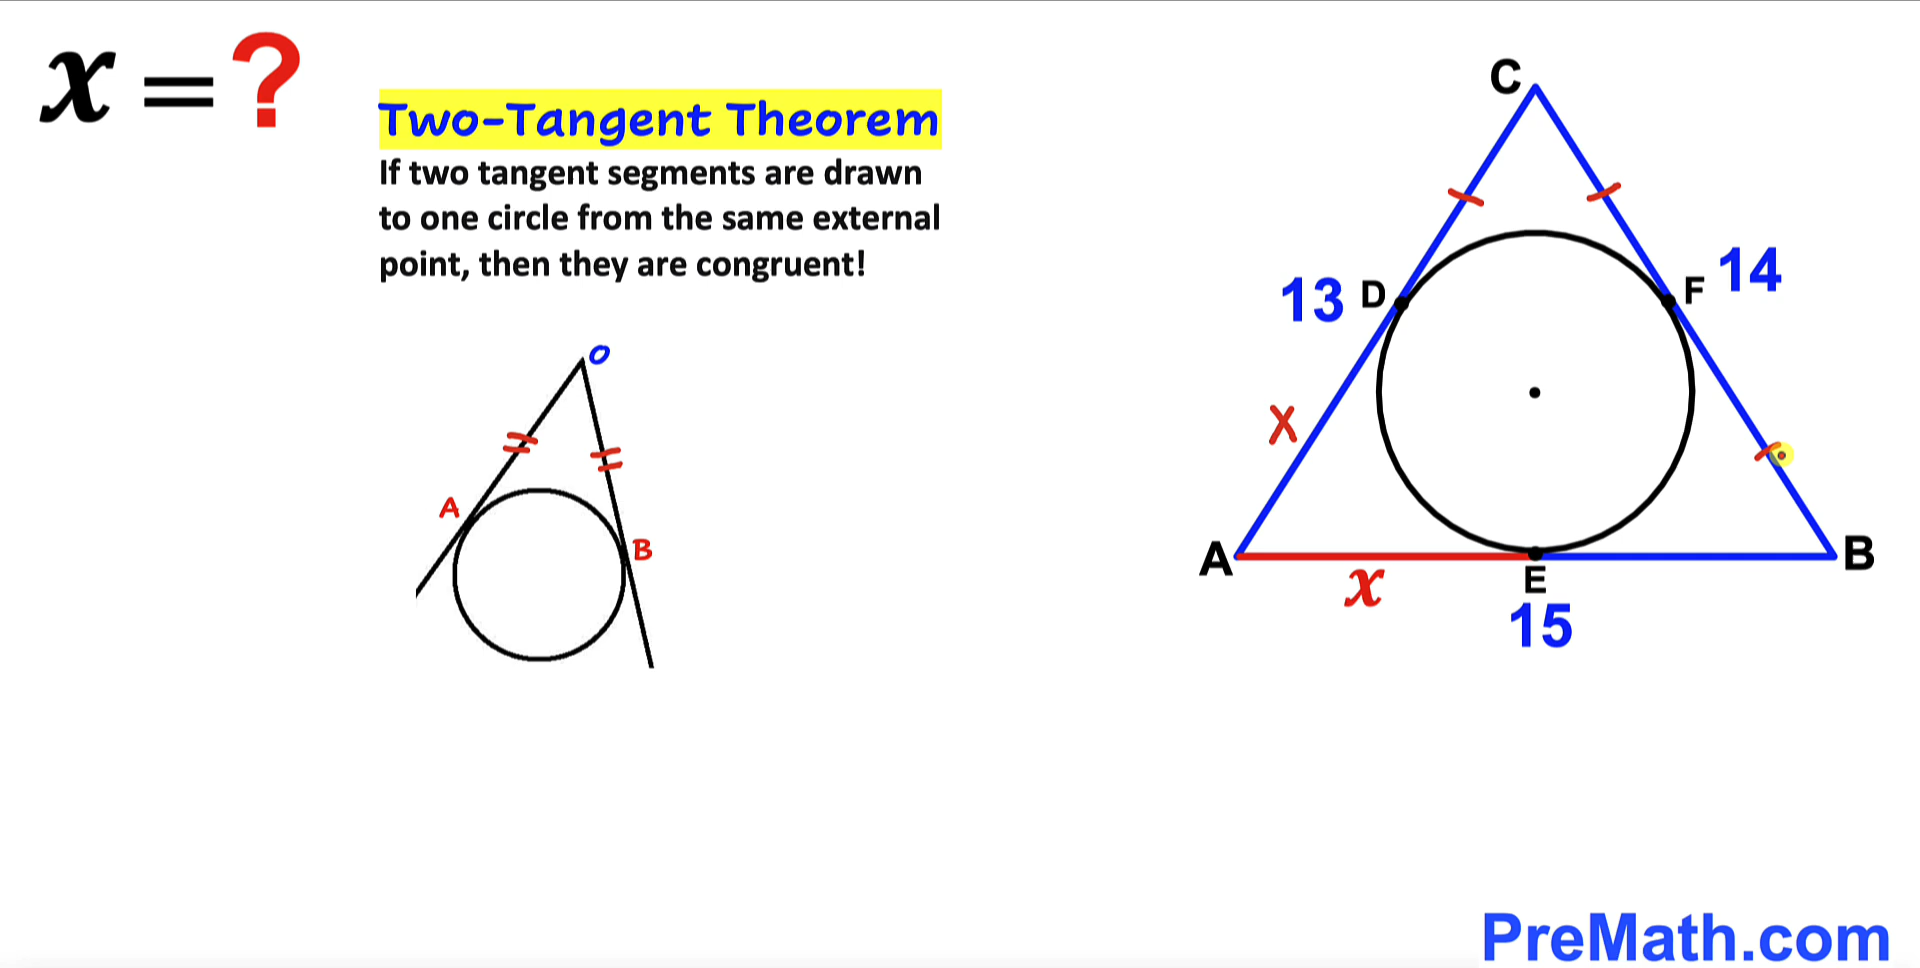 x = ?
Two-Tangent Theorem
If two tangent segments are drawn
to one circle from the same external
point, then they are congruent!
O
A
B
C
13 D
F 14
X
A
B
x
E
15
PreMath.com